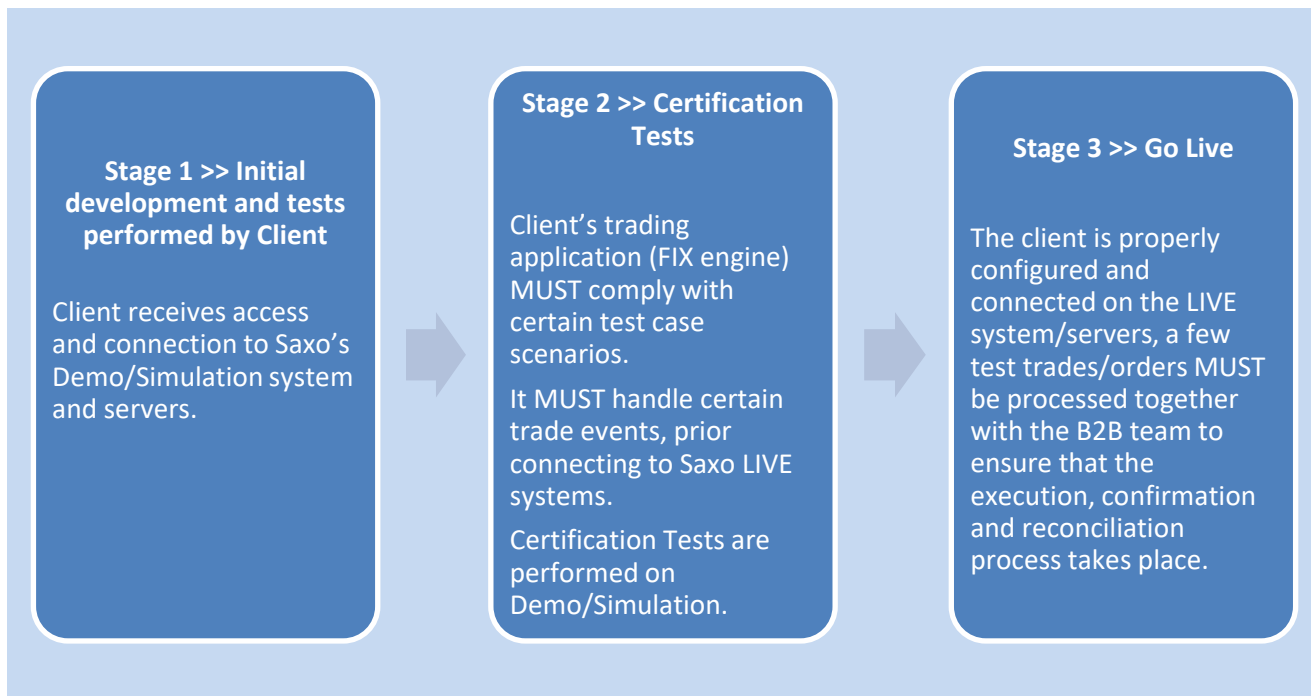 Stage 1 >> Initial
development and tests
performed by Client
Client receives access
and connection to Saxo’s
Demo/Simulation system
and servers.
Stage 2 >> Certification
Tests
Client’s trading
application (FIX engine)
MUST comply with
certain test case
scenarios.
It MUST handle certain
trade events, prior
connecting to Saxo LIVE
systems.
Certification Tests are
performed on
Demo/Simulation.
Stage 3 >> Go Live
The client is properly
configured and
connected on the LIVE
system/servers, a few
test trades/orders MUST
be processed together
with the B2B team to
ensure that the
execution, confirmation
and reconciliation
process takes place.